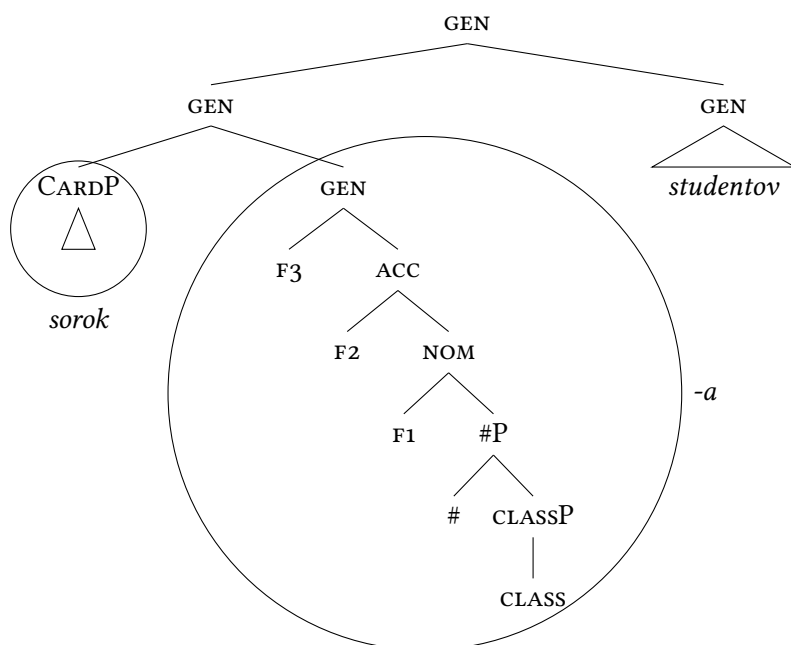 GEN
GEN GEN
CARDP GEN studentov
F3 ACC
sorok
F2 NOM
-a
F1 #P
# CLASSP
CLASS